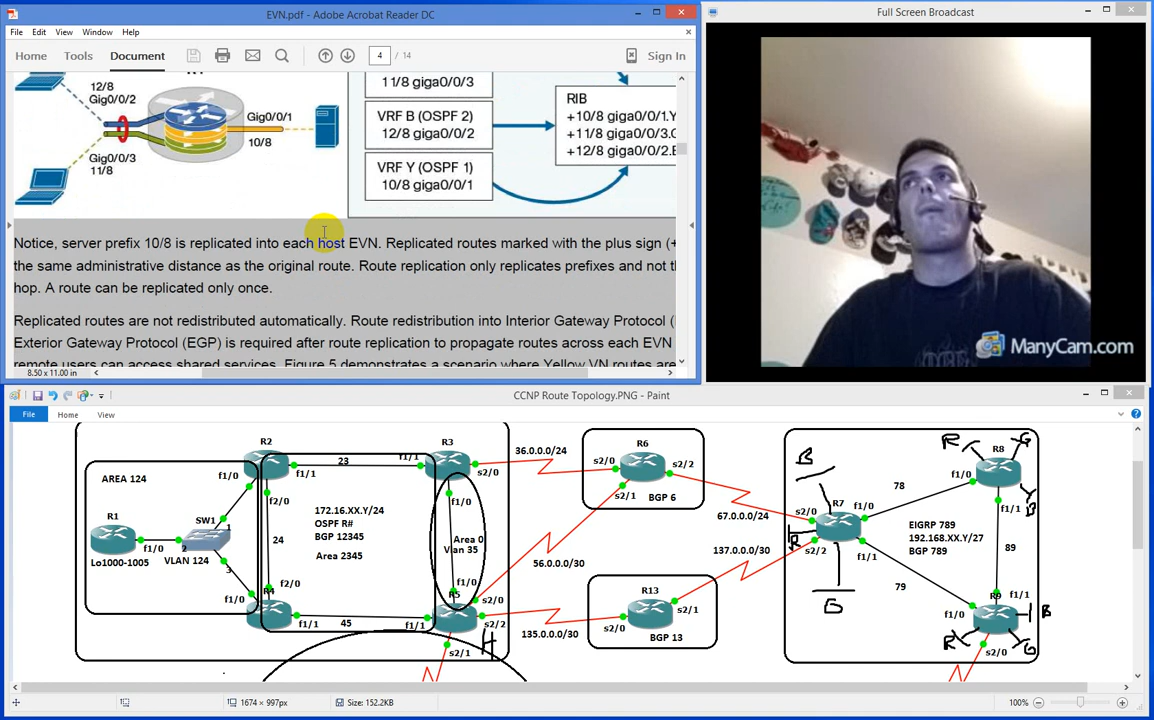 EVN.pdf - Adobe Acrobat Reader DC
File Edit View Window Help
Home Tools Document 4 / 14 Sign In
12/8
Gig0/0/2
Gig0/0/1
10/8
Gig0/0/3
11/8
11/8 giga0/0/3
VRF B (OSPF 2)
12/8 giga0/0/2
VRF Y (OSPF 1)
10/8 giga0/0/1
RIB
+10/8 giga0/0/1.Y
+11/8 giga0/0/3.G
+12/8 giga0/0/2.B
Notice, server prefix 10/8 is replicated into each host EVN. Replicated routes marked with the plus sign (+
the same administrative distance as the original route. Route replication only replicates prefixes and not th
hop. A route can be replicated only once.
Replicated routes are not redistributed automatically. Route redistribution into Interior Gateway Protocol (
Exterior Gateway Protocol (EGP) is required after route replication to propagate routes across each EVN
remote users can access shared services. Figure 5 demonstrates a scenario where Yellow VN routes are
8.50 x 11.00 in
Full Screen Broadcast
ManyCam.com
CCNP Route Topology.PNG - Paint
File Home View
AREA 124
R1
f1/0
Lo1000-1005
SW1
1
2
3
VLAN 124
f1/0
f1/0
R2
f1/1
f2/0
23
24
f2/0
R4
f1/1
45
172.16.XX.Y/24
OSPF R#
BGP 12345
Area 2345
f1/1
R3
s2/0
f1/0
Area 0
Vlan 35
f1/0
R5
f1/1
s2/0
s2/2
s2/1
H
36.0.0.0/24
56.0.0.0/30
135.0.0.0/30
R6
s2/0
s2/1
s2/2
BGP 6
R13
s2/0
s2/1
BGP 13
67.0.0.0/24
137.0.0.0/30
B
R7
s2/0
s2/2
f1/0
f1/1
R
G
78
79
89
EIGRP 789
192.168.XX.Y/27
BGP 789
R
G
R8
f1/0
f1/1
B
R9
f1/0
f1/1
s2/0
B
R
G
1674 × 997px
Size: 152.2KB
100%